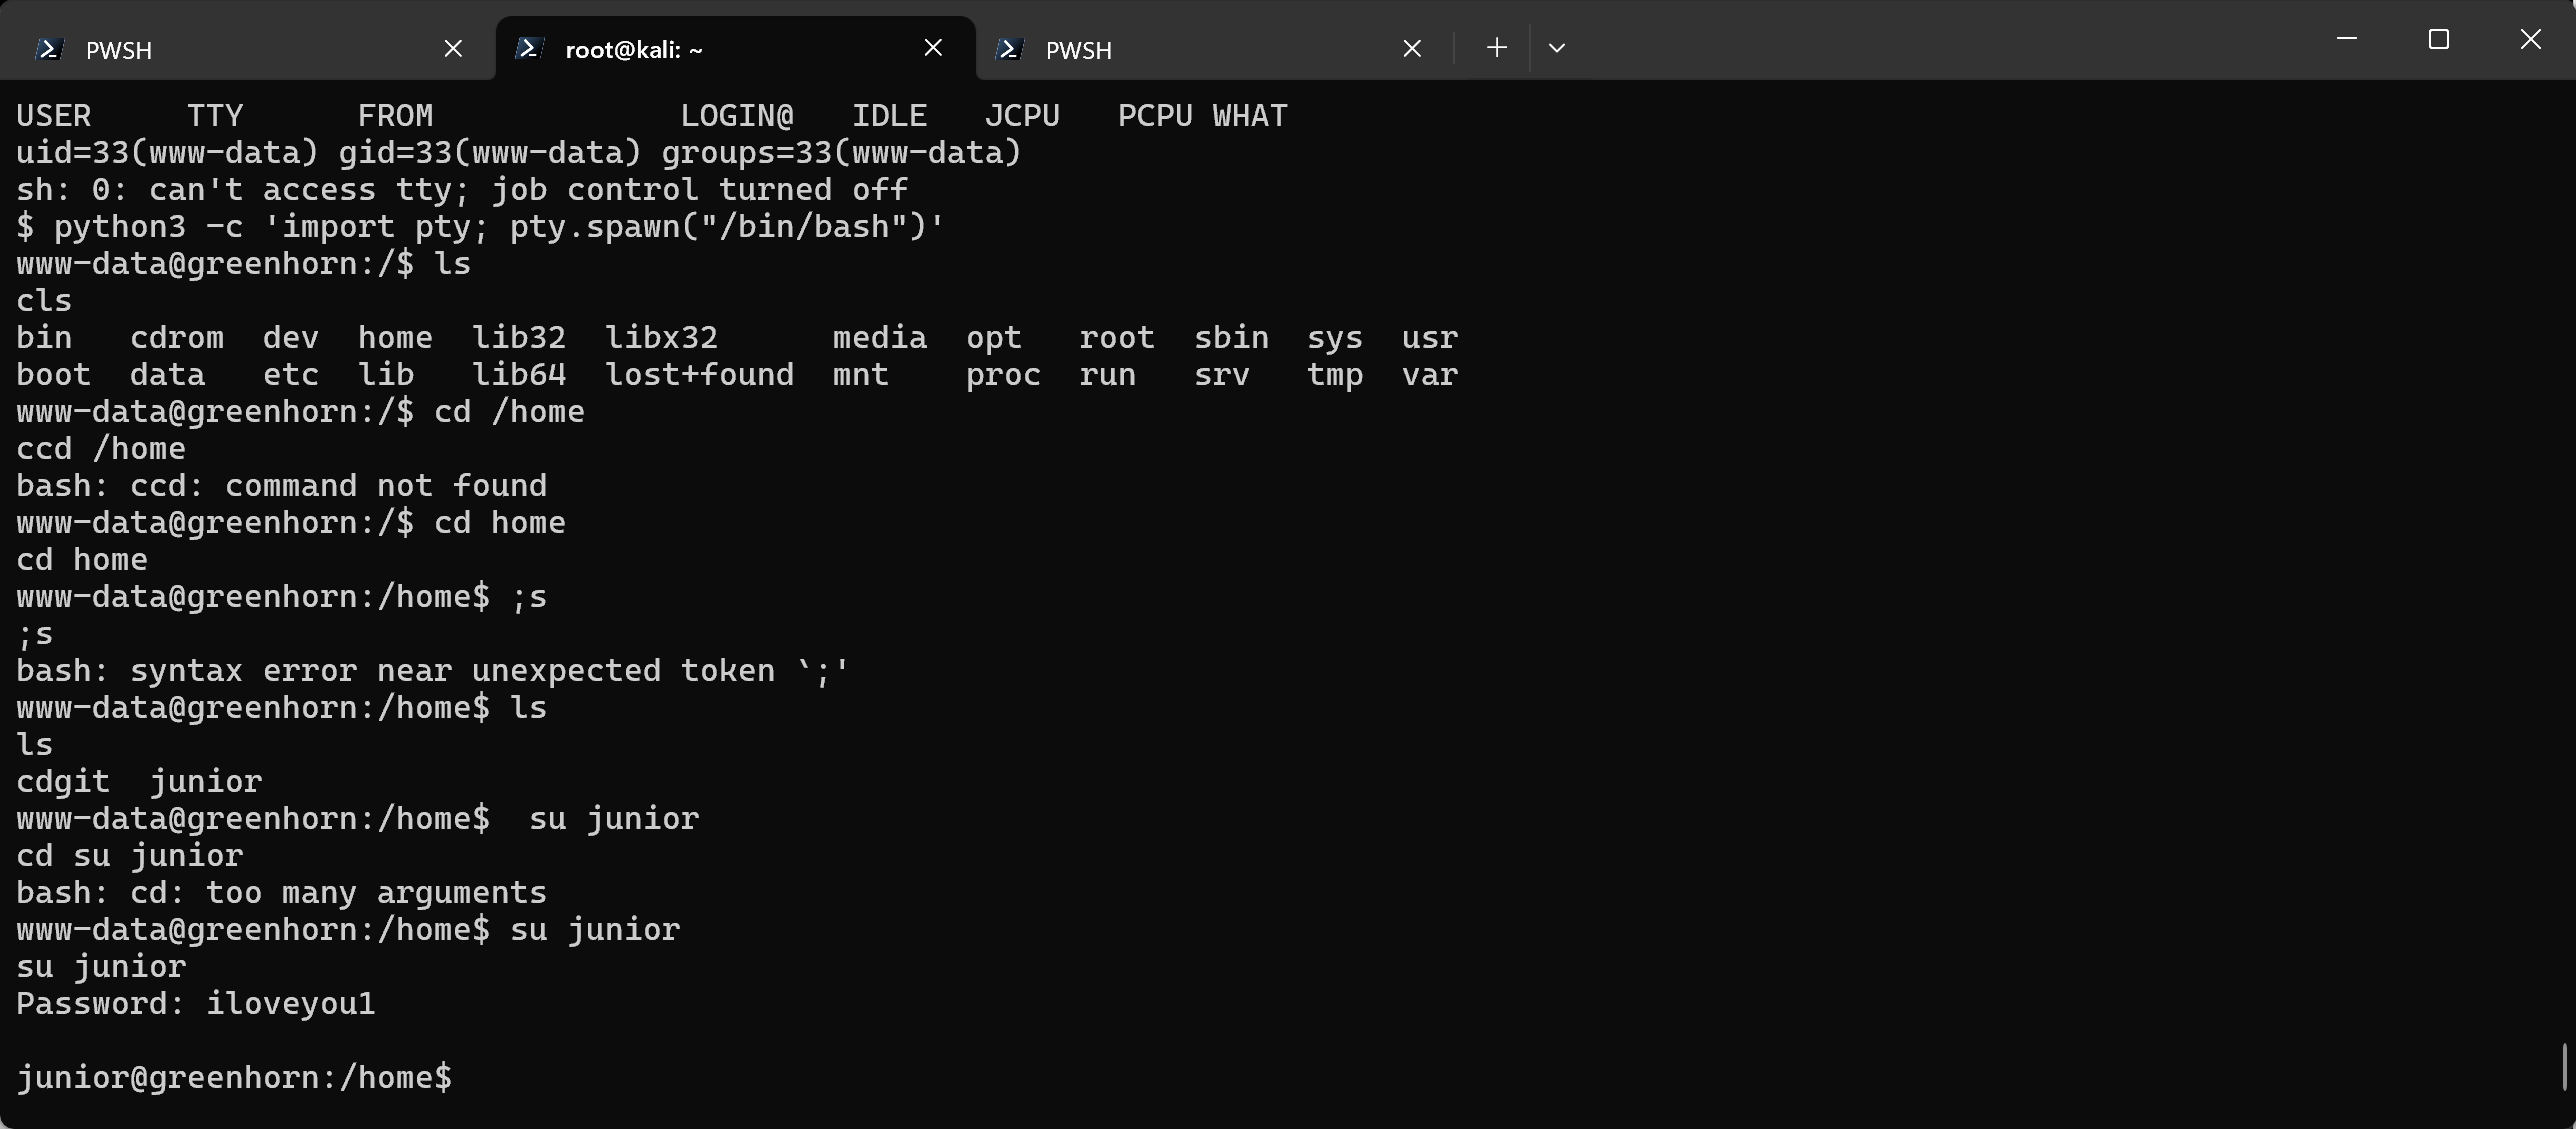 PWSH root@kali: ~ PWSH
USER     TTY      FROM             LOGIN@   IDLE   JCPU   PCPU WHAT
uid=33(www-data) gid=33(www-data) groups=33(www-data)
sh: 0: can't access tty; job control turned off
$ python3 -c 'import pty; pty.spawn("/bin/bash")'
www-data@greenhorn:/$ ls
cls
bin   cdrom  dev  home  lib32  libx32      media  opt   root  sbin  sys  usr
boot  data   etc  lib   lib64  lost+found  mnt    proc  run   srv   tmp  var
www-data@greenhorn:/$ cd /home
ccd /home
bash: ccd: command not found
www-data@greenhorn:/$ cd home
cd home
www-data@greenhorn:/home$ ;s
;s
bash: syntax error near unexpected token `;'
www-data@greenhorn:/home$ ls
ls
cdgit  junior
www-data@greenhorn:/home$  su junior
cd su junior
bash: cd: too many arguments
www-data@greenhorn:/home$ su junior
su junior
Password: iloveyou1
junior@greenhorn:/home$